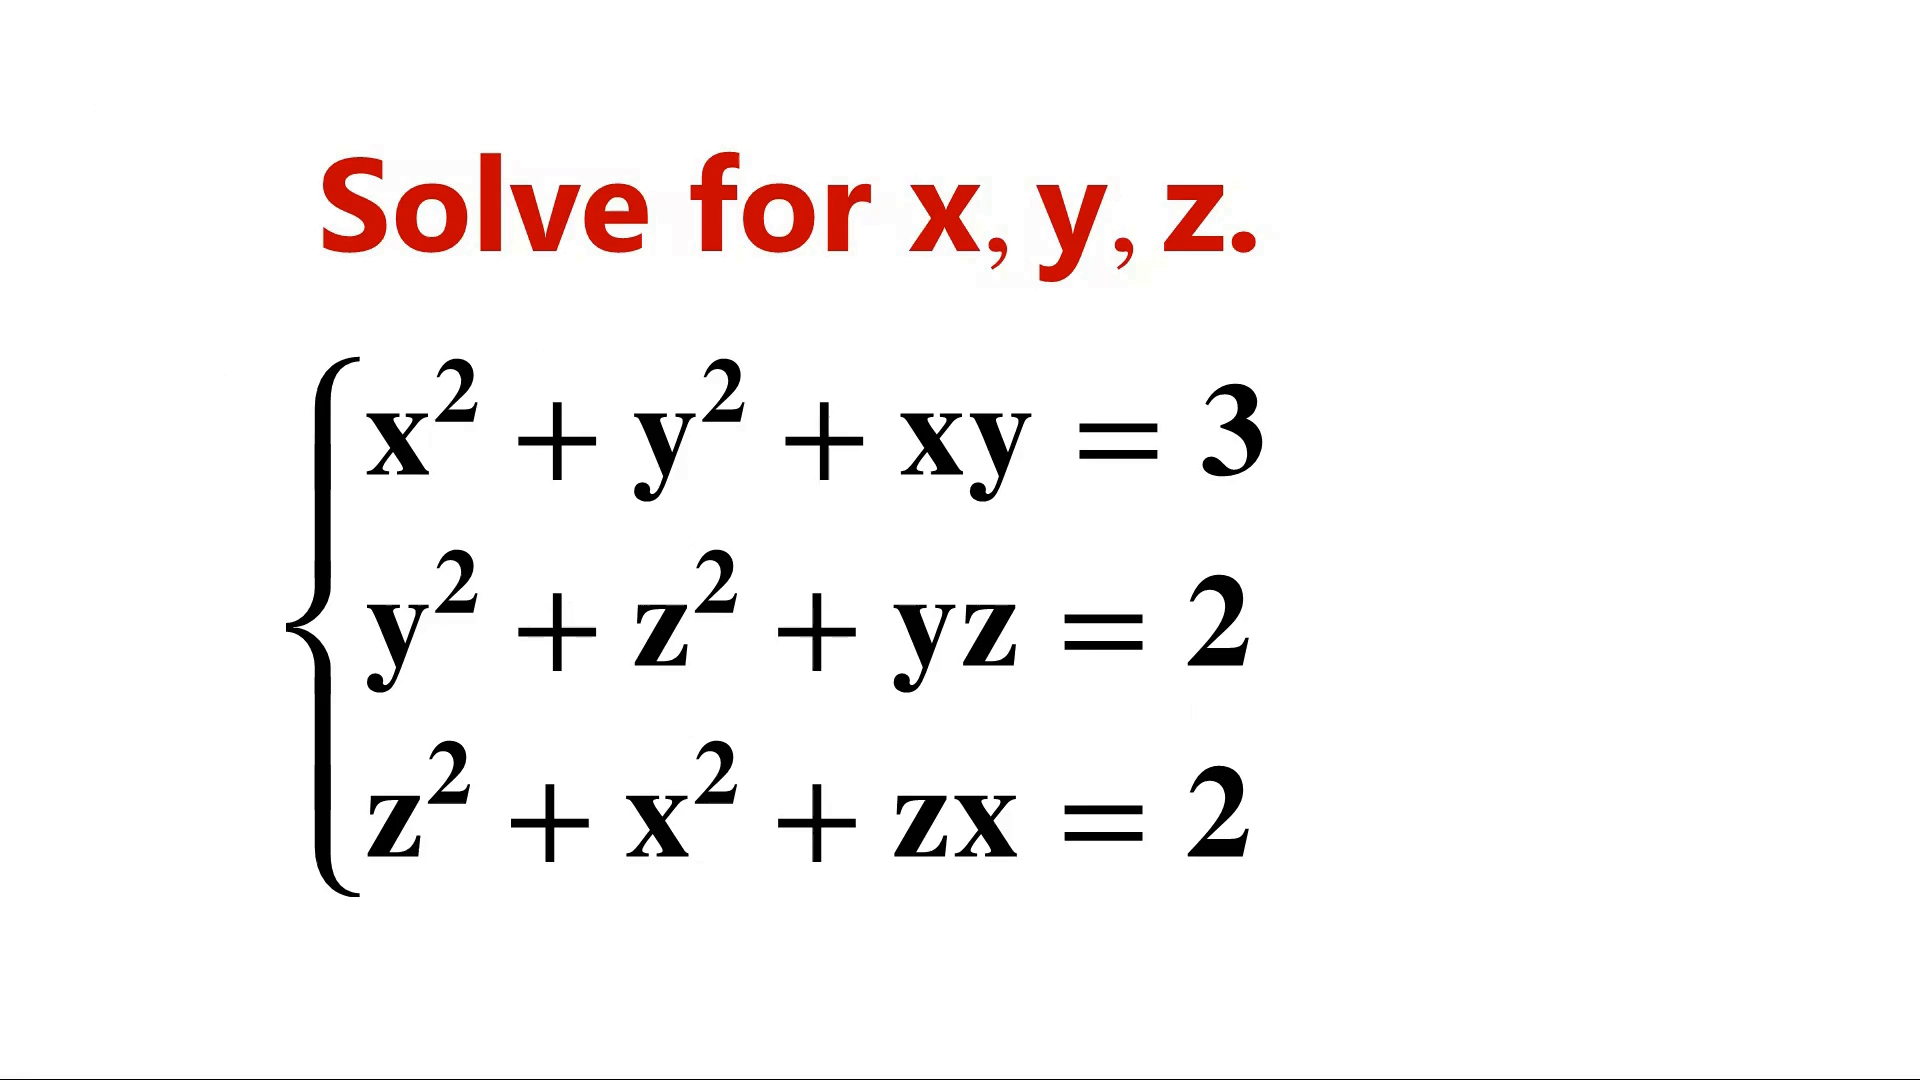 Solve for x, y, z.
x² + y² + xy = 3
y² + z² + yz = 2
z² + x² + zx = 2